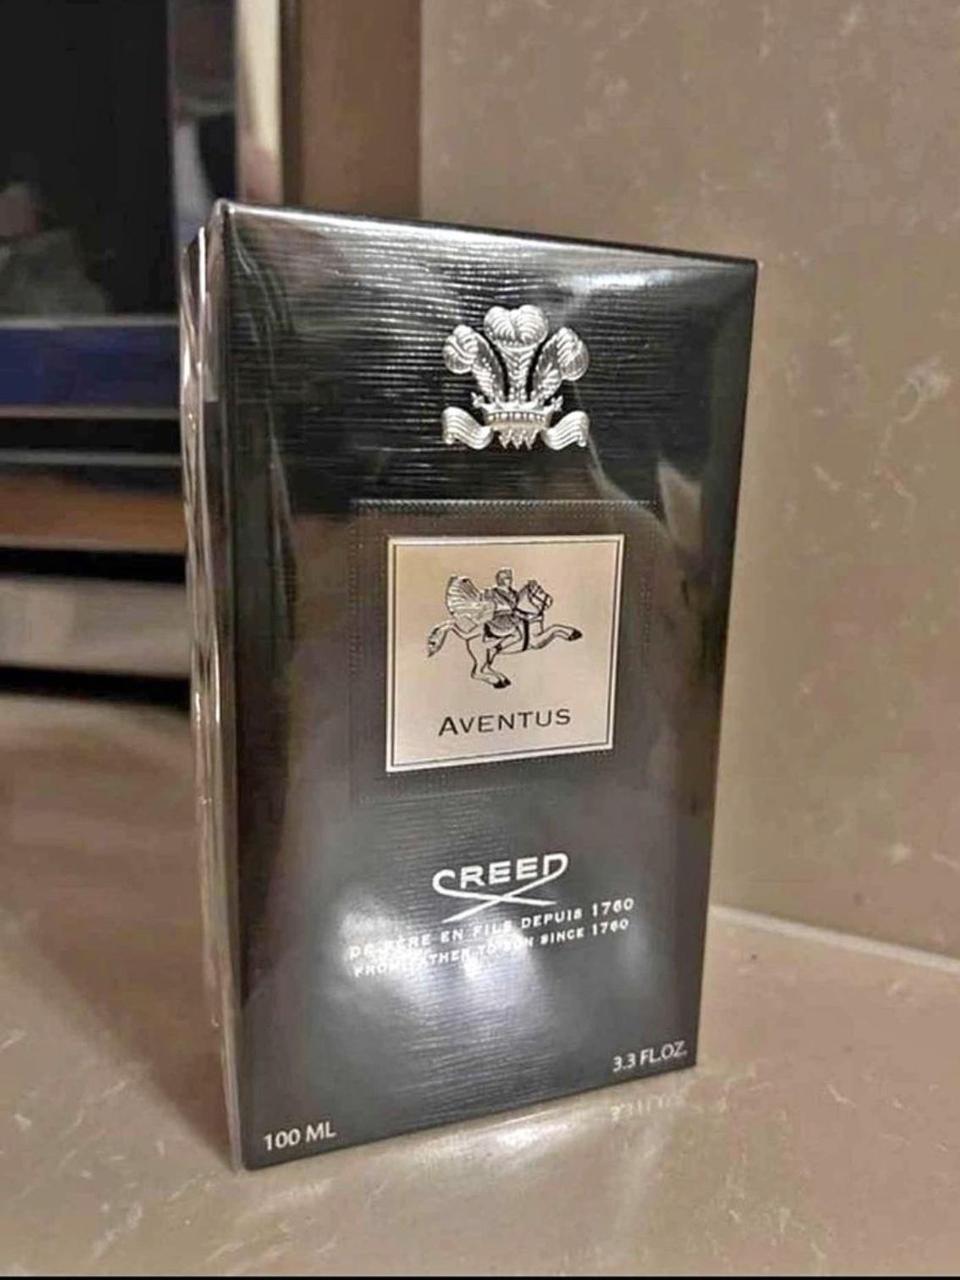 AVENTUS
CREED
DE PÈRE EN FILS DEPUIS 1760
FROM FATHER TO SON SINCE 1760
3.3 FL.OZ.
100 ML